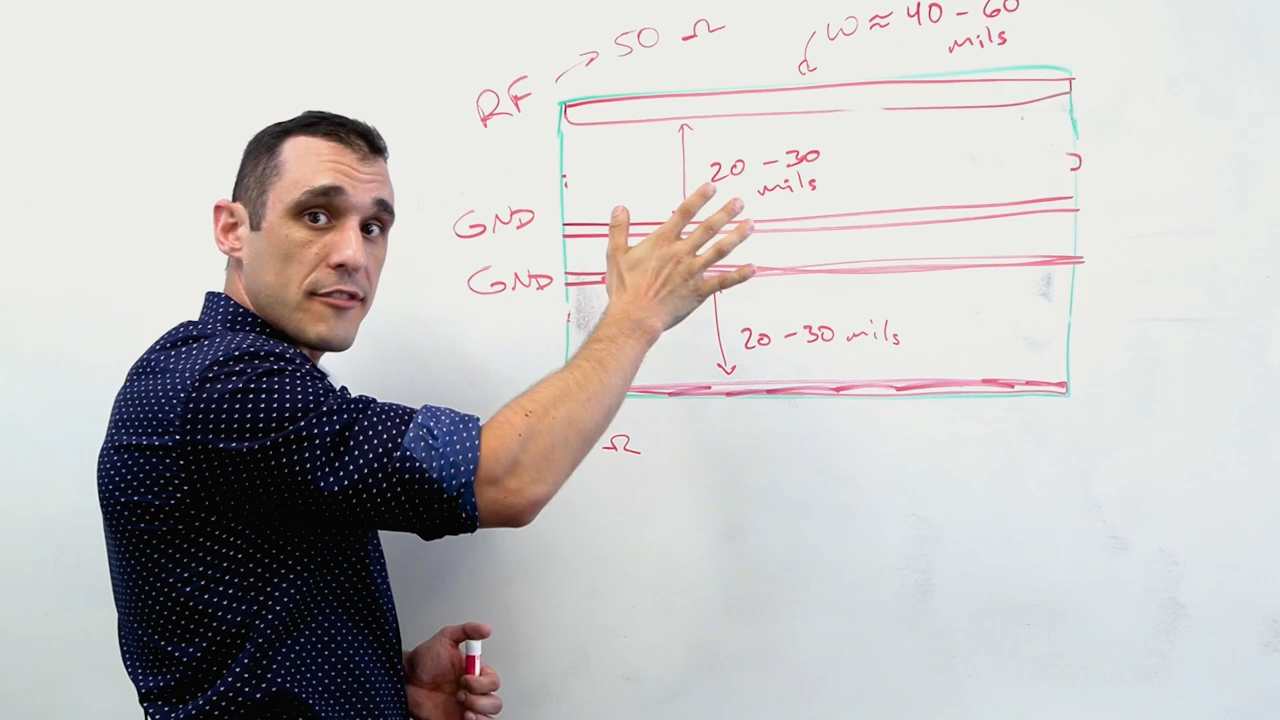 50 Ω
W ≈ 40 - 60
mils
RF
20 - 30
mils
GND
GND
20 - 30 mils
Ω